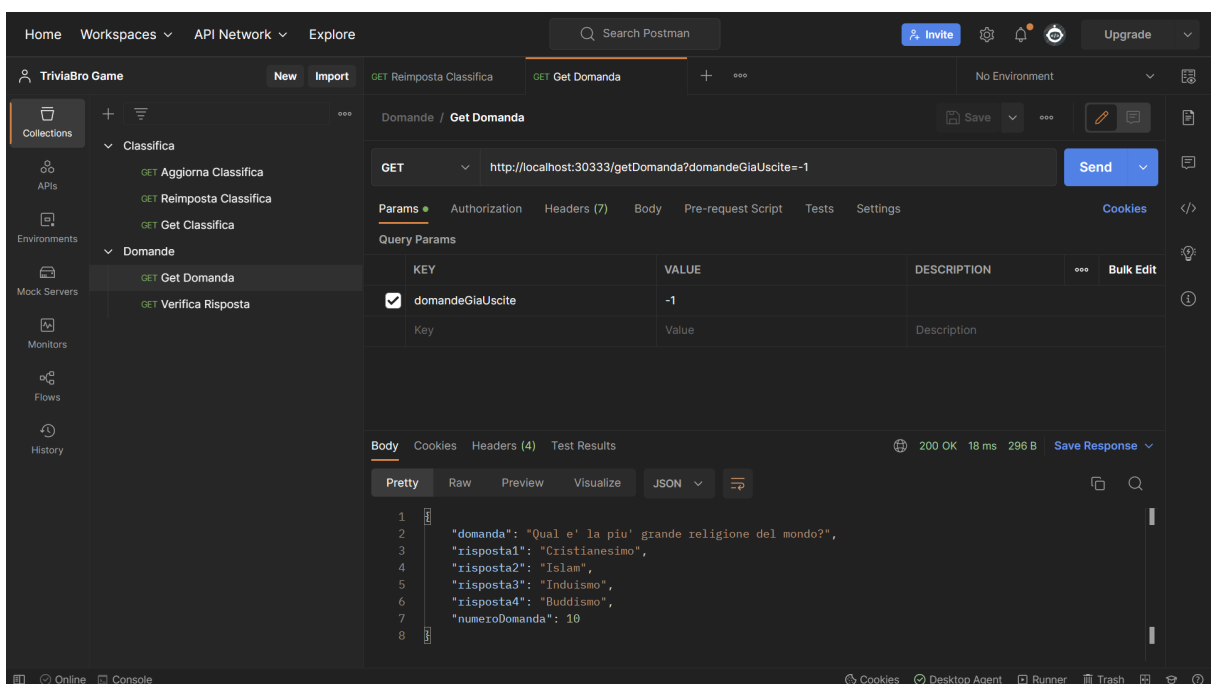 Home Workspaces API Network Explore Search Postman Invite Upgrade
TriviaBro Game New Import GET Reimposta Classifica GET Get Domanda No Environment
Collections
APIs
Environments
Mock Servers
Monitors
Flows
History
Classifica
GET Aggiorna Classifica
GET Reimposta Classifica
GET Get Classifica
Domande
GET Get Domanda
GET Verifica Risposta
Domande / Get Domanda Save
GET http://localhost:30333/getDomanda?domandeGiaUscite=-1 Send
Params Authorization Headers (7) Body Pre-request Script Tests Settings Cookies
Query Params
KEY VALUE DESCRIPTION Bulk Edit
domandeGiaUscite -1
Key Value Description
Body Cookies Headers (4) Test Results 200 OK 18 ms 296 B Save Response
Pretty Raw Preview Visualize JSON
1 {
2 "domanda": "Qual e' la piu' grande religione del mondo?",
3 "risposta1": "Cristianesimo",
4 "risposta2": "Islam",
5 "risposta3": "Induismo",
6 "risposta4": "Buddismo",
7 "numeroDomanda": 10
8 }
Online Console Cookies Desktop Agent Runner Trash